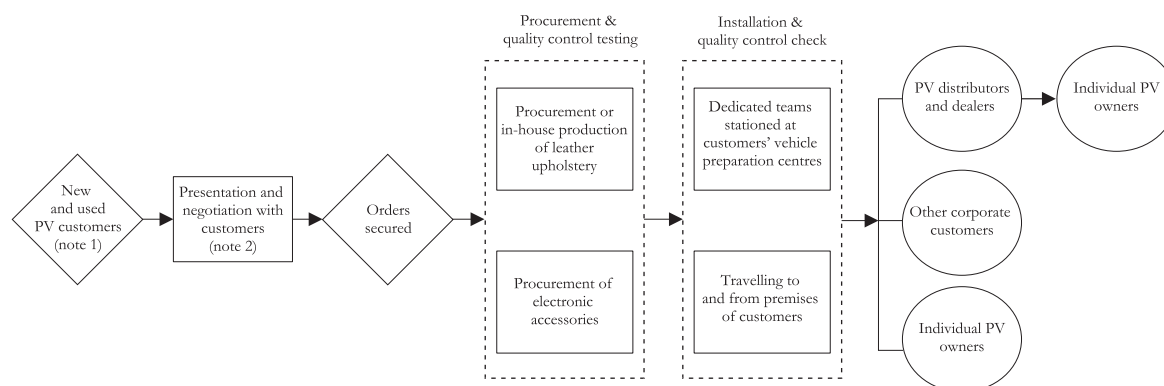 New
and used
PV customers
(note 1)
Presentation and
negotiation with
customers
(note 2)
Orders
secured
Procurement &
quality control testing
Procurement or
in-house production
of leather
upholstery
Procurement of
electronic
accessories
Installation &
quality control check
Dedicated teams
stationed at
customers’ vehicle
preparation centres
Travelling to
and from premises
of customers
PV distributors
and dealers
Individual PV
owners
Other corporate
customers
Individual PV
owners